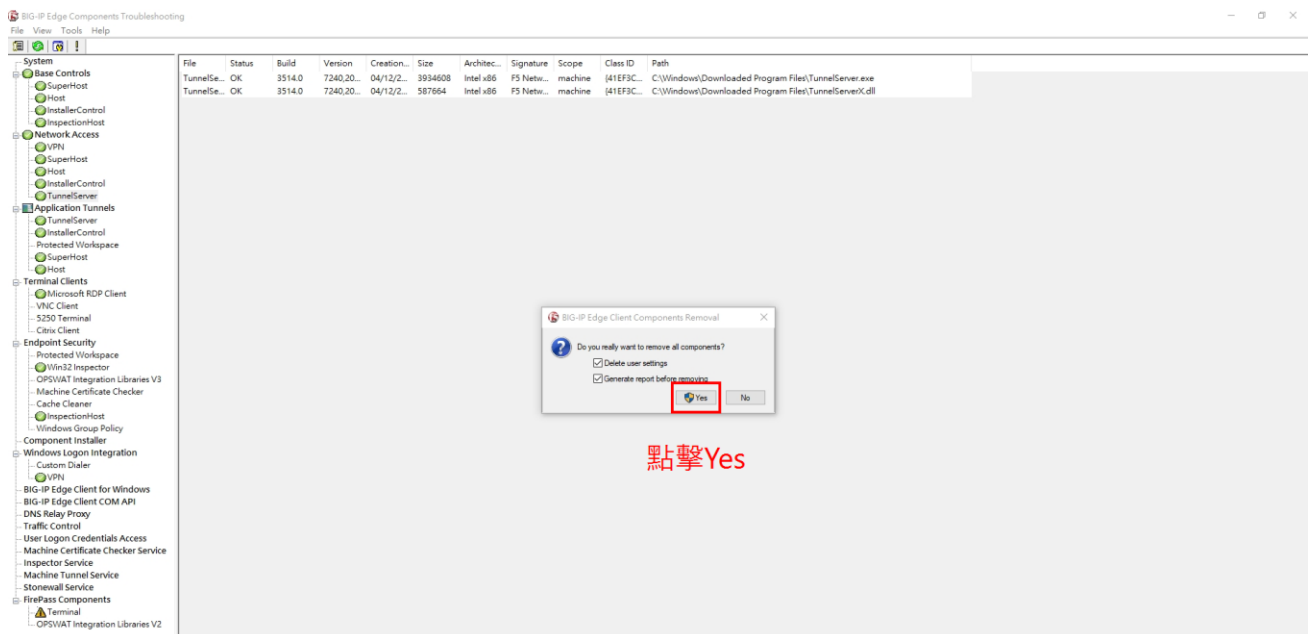 BIG-IP Edge Components Troubleshooting
File View Tools Help
System
Base Controls
SuperHost
Host
InstallerControl
InspectionHost
Network Access
VPN
SuperHost
Host
InstallerControl
TunnelServer
Application Tunnels
TunnelServer
InstallerControl
Protected Workspace
SuperHost
Host
Terminal Clients
Microsoft RDP Client
VNC Client
5250 Terminal
Citrix Client
Endpoint Security
Protected Workspace
Win32 Inspector
OPSWAT Integration Libraries V3
Machine Certificate Checker
Cache Cleaner
InspectionHost
Windows Group Policy
Component Installer
Windows Logon Integration
Custom Dialer
VPN
BIG-IP Edge Client for Windows
BIG-IP Edge Client COM API
DNS Relay Proxy
Traffic Control
User Logon Credentials Access
Machine Certificate Checker Service
Inspector Service
Machine Tunnel Service
Stonewall Service
FirePass Components
Terminal
OPSWAT Integration Libraries V2
File Status Build Version Creation... Size Architec... Signature Scope Class ID Path
TunnelSe... OK 3514.0 7240,20... 04/12/2... 3934608 Intel x86 F5 Netw... machine {41EF3C... C:\Windows\Downloaded Program Files\TunnelServer.exe
TunnelSe... OK 3514.0 7240,20... 04/12/2... 587664 Intel x86 F5 Netw... machine {41EF3C... C:\Windows\Downloaded Program Files\TunnelServerX.dll
BIG-IP Edge Client Components Removal
Do you really want to remove all components?
Delete user settings
Generate report before removing
Yes No
點擊Yes